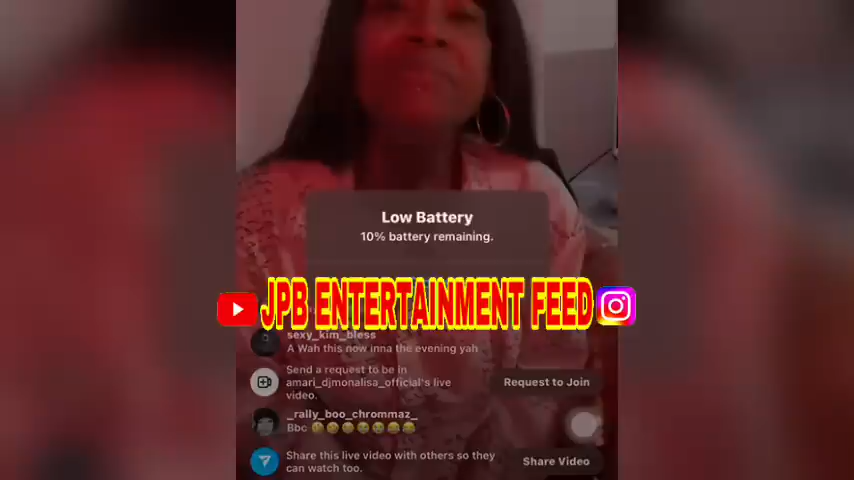 Low Battery
10% battery remaining.
JPB ENTERTAINMENT FEED
sexy_kim_bless
A Wah this now inna the evening yah
Send a request to be in
amari_djmonalisa_official's live
video.
Request to Join
_rally_boo_chrommaz_
Bbc 😂😂😂😂😂😂😂
Share this live video with others so they
can watch too.
Share Video